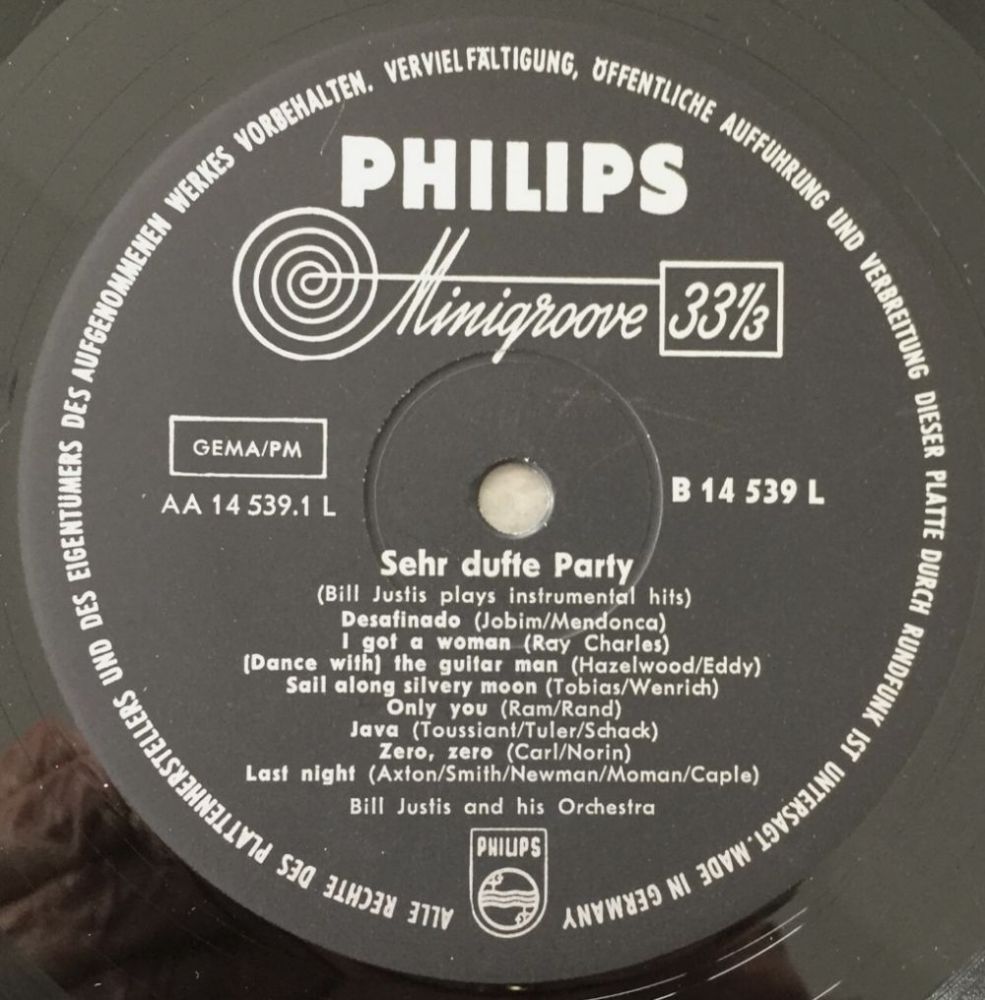 ALLE RECHTE DES PLATTENHERSTELLERS UND DES EIGENTÜMERS DES AUFGENOMMENEN WERKES VORBEHALTEN. VERVIELFÄLTIGUNG, ÖFFENTLICHE AUFFÜHRUNG UND VERBREITUNG DIESER PLATTE DURCH RUNDFUNK IST UNTERSAGT. MADE IN GERMANY
PHILIPS
Minigroove 33⅓
GEMA/PM
AA 14 539.1 L
B 14 539 L
Sehr dufte Party
(Bill Justis plays instrumental hits)
Desafinado (Jobim/Mendonca)
I got a woman (Ray Charles)
(Dance with) the guitar man (Hazelwood/Eddy)
Sail along silvery moon (Tobias/Wenrich)
Only you (Ram/Rand)
Java (Toussiant/Tuler/Schack)
Zero, zero (Carl/Norin)
Last night (Axton/Smith/Newman/Moman/Caple)
Bill Justis and his Orchestra
PHILIPS